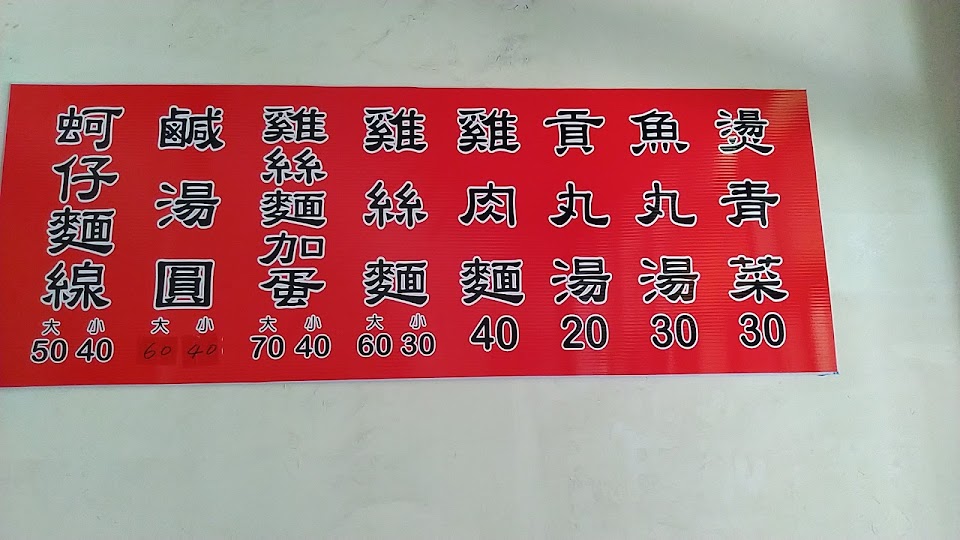 燙青菜
30
魚丸湯
30
貢丸湯
20
雞肉麵
40
雞絲麵
大 小
60 30
雞絲麵加蛋
大 小
70 40
鹹湯圓
大 小
60 40
蚵仔麵線
大 小
50 40